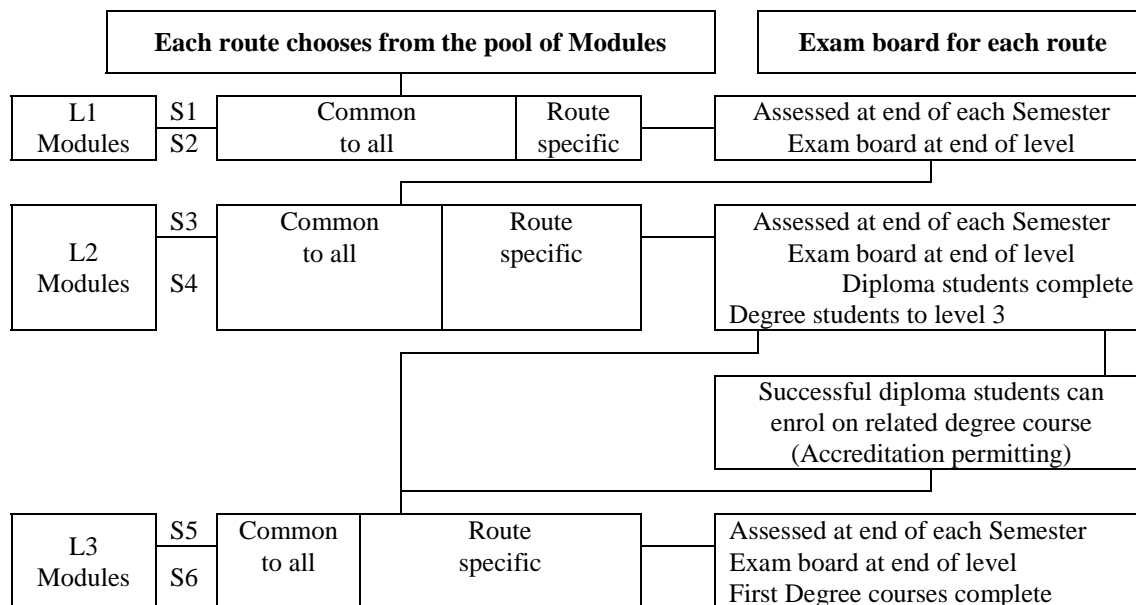 Each route chooses from the pool of Modules
Exam board for each route
L1
Modules
S1
S2
Common
to all
Route
specific
Assessed at end of each Semester
Exam board at end of level
L2
Modules
S3
S4
Common
to all
Route
specific
Assessed at end of each Semester
Exam board at end of level
Diploma students complete
Degree students to level 3
Successful diploma students can
enrol on related degree course
(Accreditation permitting)
L3
Modules
S5
S6
Common
to all
Route
specific
Assessed at end of each Semester
Exam board at end of level
First Degree courses complete